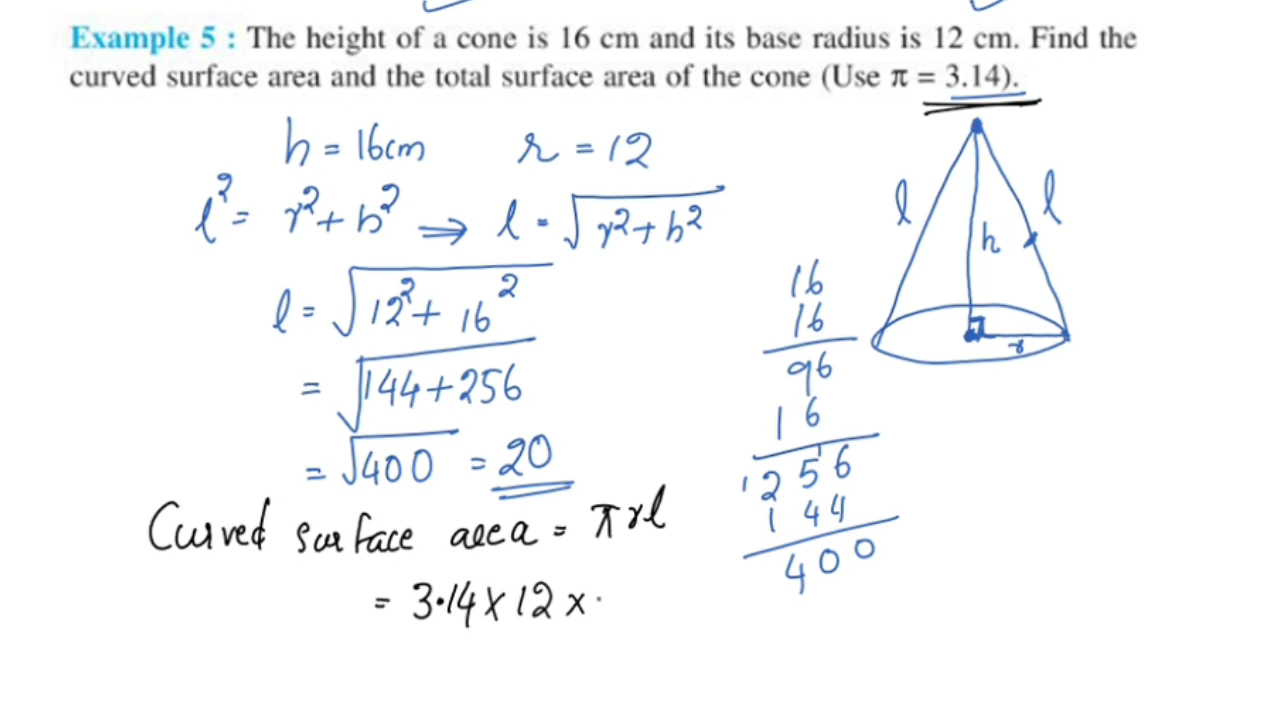 Example 5 : The height of a cone is 16 cm and its base radius is 12 cm. Find the
curved surface area and the total surface area of the cone (Use π = 3.14).
h = 16cm r = 12
l² = r² + h² ⇒ l = √r² + h²
l = √12² + 16²
= √144 + 256
= √400 = 20
Curved surface area = πrl
= 3.14 × 12 ×
16
16
96
16
1256
144
400
l
l
h
r